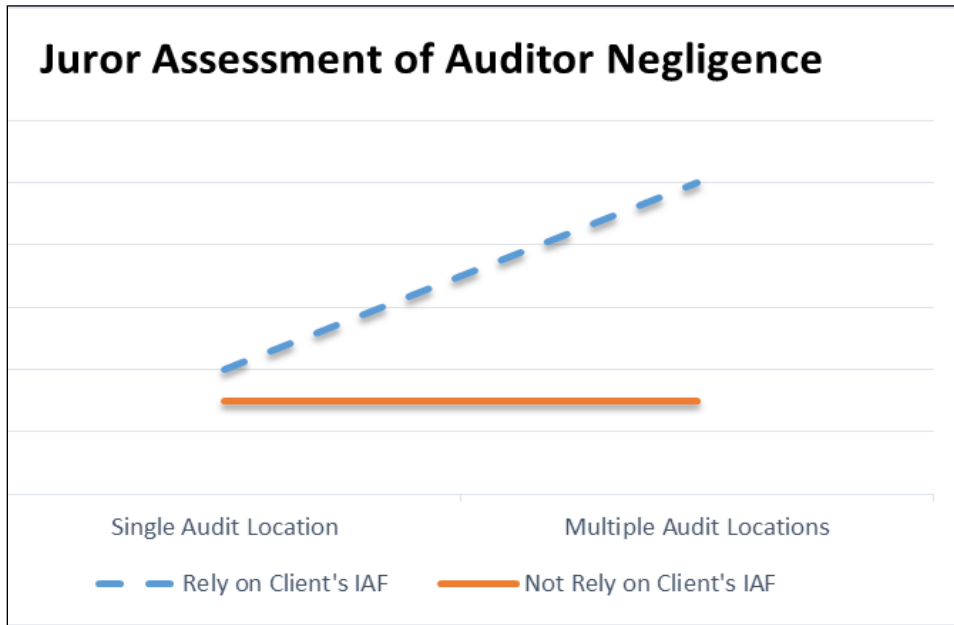 Juror Assessment of Auditor Negligence
Single Audit Location
Multiple Audit Locations
Rely on Client's IAF
Not Rely on Client's IAF